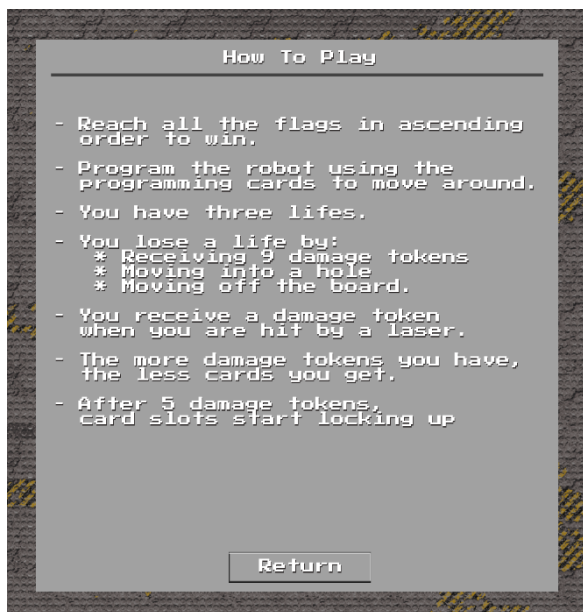 How To Play
- Reach all the flags in ascending
order to win.
- Program the robot using the
programming cards to move around.
- You have three lifes.
- You lose a life by:
* Receiving 9 damage tokens
* Moving into a hole
* Moving off the board.
- You receive a damage token
when you are hit by a laser.
- The more damage tokens you have,
the less cards you get.
- After 5 damage tokens,
card slots start locking up
Return